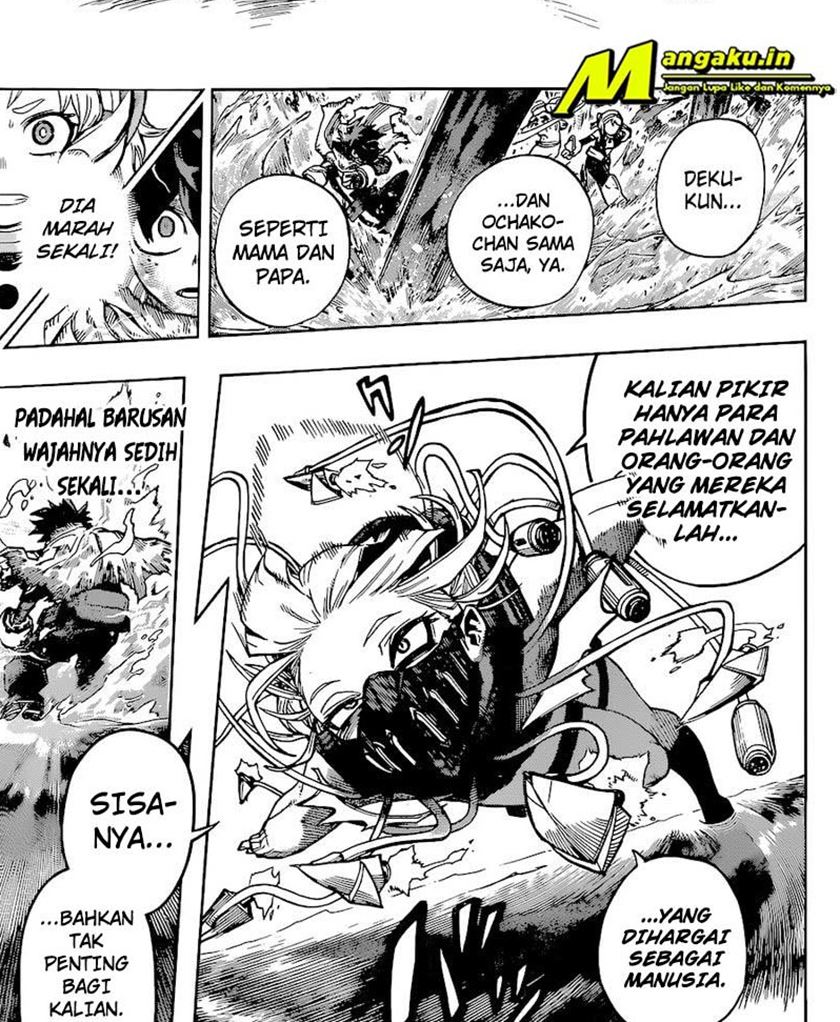 Mangaku.in
Jangan Lupa Like dan Komennya
DEKU-
KUN...
...DAN
OCHAKO-
CHAN SAMA
SAJA, YA.
SEPERTI
MAMA DAN
PAPA.
DIA
MARAH
SEKALI!
KALIAN PIKIR
HANYA PARA
PAHLAWAN DAN
ORANG-ORANG
YANG MEREKA
SELAMATKAN-
LAH...
...YANG
DIHARGAI
SEBAGAI
MANUSIA.
PADAHAL BARUSAN
WAJAHNYA SEDIH
SEKALI...
SISA-
NYA...
...BAHKAN
TAK
PENTING
BAGI
KALIAN.